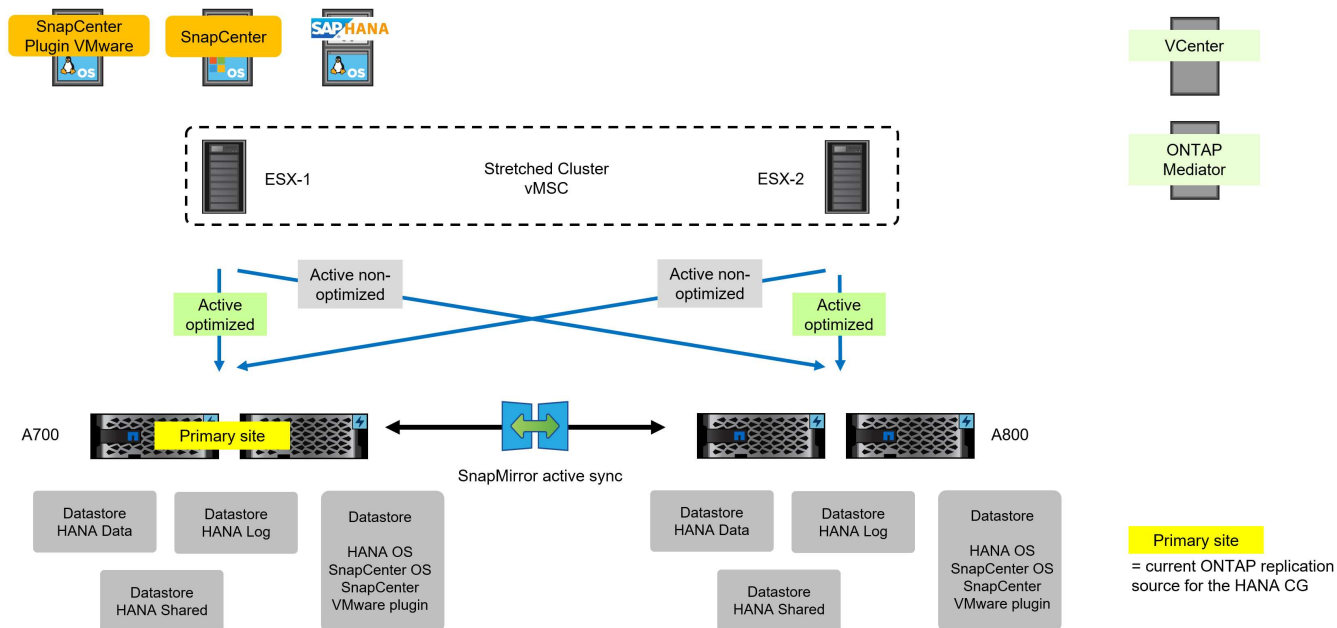 SnapCenter
Plugin VMware
OS
SnapCenter
OS
SAP HANA
OS
VCenter
ONTAP
Mediator
ESX-1
Stretched Cluster
vMSC
ESX-2
Active non-
optimized
Active non-
optimized
Active
optimized
Active
optimized
A700
Primary site
A800
SnapMirror active sync
Datastore
HANA Data
Datastore
HANA Log
Datastore
HANA OS
SnapCenter OS
SnapCenter
VMware plugin
Datastore
HANA Shared
Datastore
HANA Data
Datastore
HANA Log
Datastore
HANA OS
SnapCenter OS
SnapCenter
VMware plugin
Datastore
HANA Shared
Primary site
= current ONTAP replication
source for the HANA CG